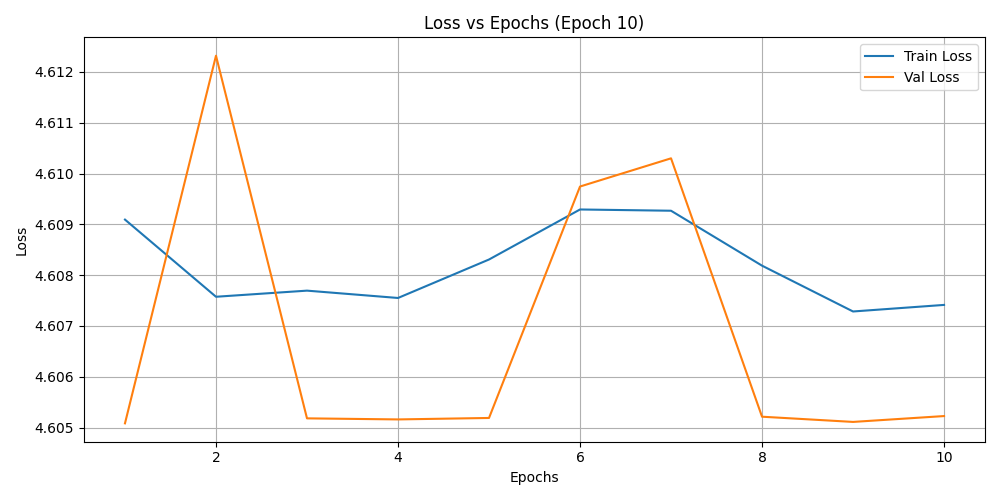 Loss vs Epochs (Epoch 10)
Train Loss
Val Loss
4.612
4.611
4.610
4.609
4.608
4.607
4.606
4.605
Loss
2 4 6 8 10
Epochs